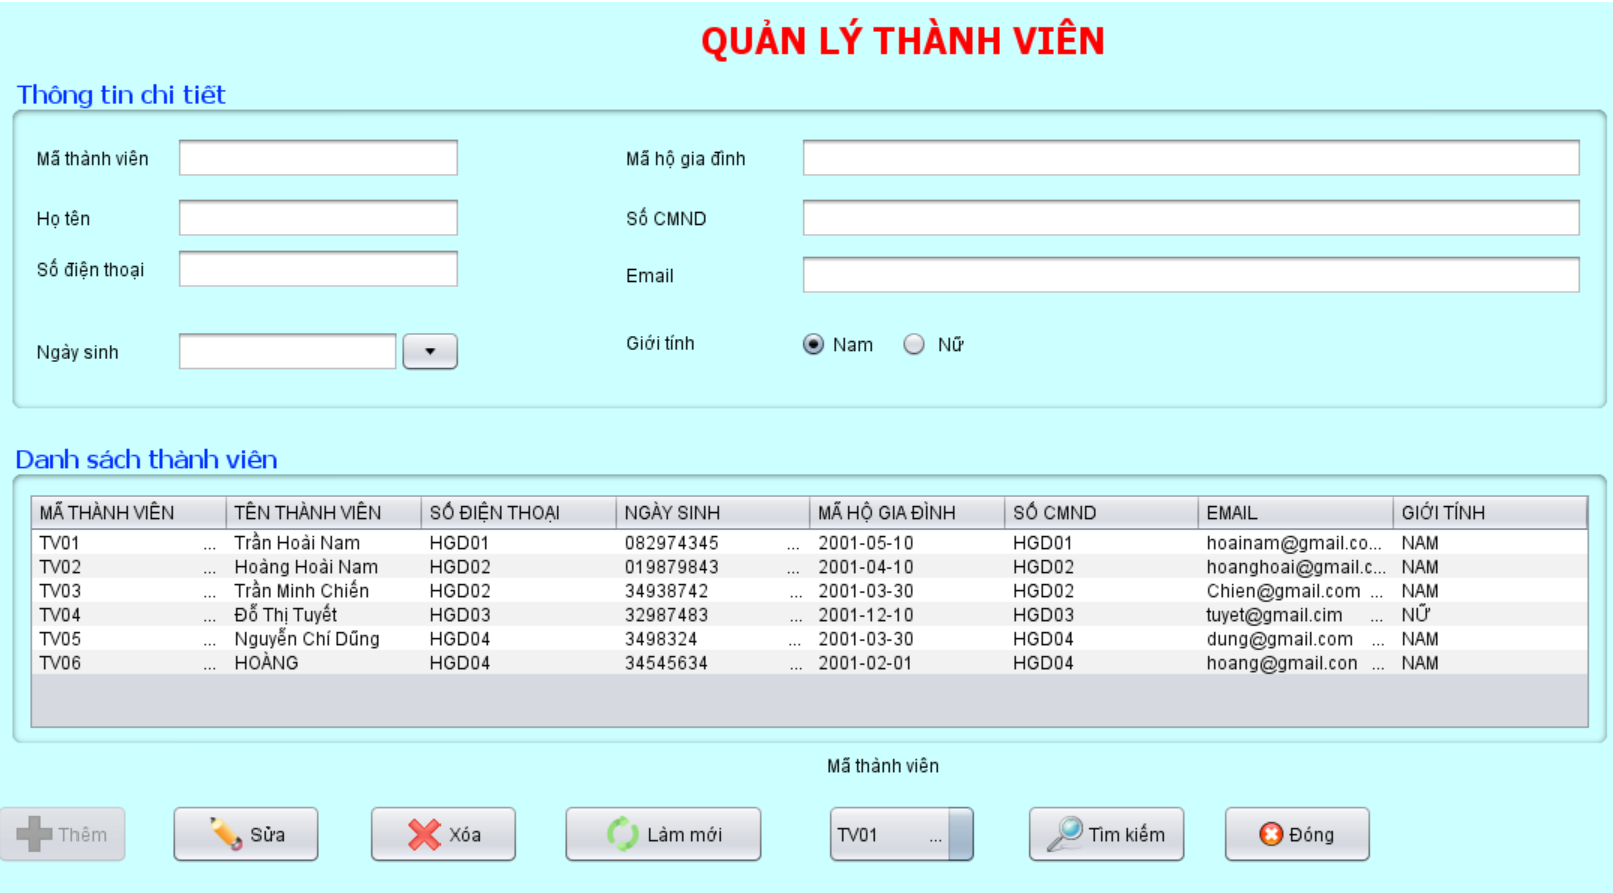 QUẢN LÝ THÀNH VIÊN
Thông tin chi tiết
Mã thành viên
Mã hộ gia đình
Họ tên
Số CMND
Số điện thoại
Email
Ngày sinh
Giới tính
Nam
Nữ
Danh sách thành viên
MÃ THÀNH VIÊN TÊN THÀNH VIÊN SỐ ĐIỆN THOẠI NGÀY SINH MÃ HỘ GIA ĐÌNH SỐ CMND EMAIL GIỚI TÍNH
TV01 ... Trần Hoài Nam HGD01 082974345 ... 2001-05-10 HGD01 hoainam@gmail.co... NAM
TV02 ... Hoàng Hoài Nam HGD02 019879843 ... 2001-04-10 HGD02 hoanghoai@gmail.c... NAM
TV03 ... Trần Minh Chiến HGD02 34938742 ... 2001-03-30 HGD02 Chien@gmail.com ... NAM
TV04 ... Đỗ Thị Tuyết HGD03 32987483 ... 2001-12-10 HGD03 tuyet@gmail.cim ... NỮ
TV05 ... Nguyễn Chí Dũng HGD04 3498324 ... 2001-03-30 HGD04 dung@gmail.com ... NAM
TV06 ... HOÀNG HGD04 34545634 ... 2001-02-01 HGD04 hoang@gmail.con ... NAM
Mã thành viên
Thêm
Sửa
Xóa
Làm mới
TV01 ...
Tìm kiếm
Đóng